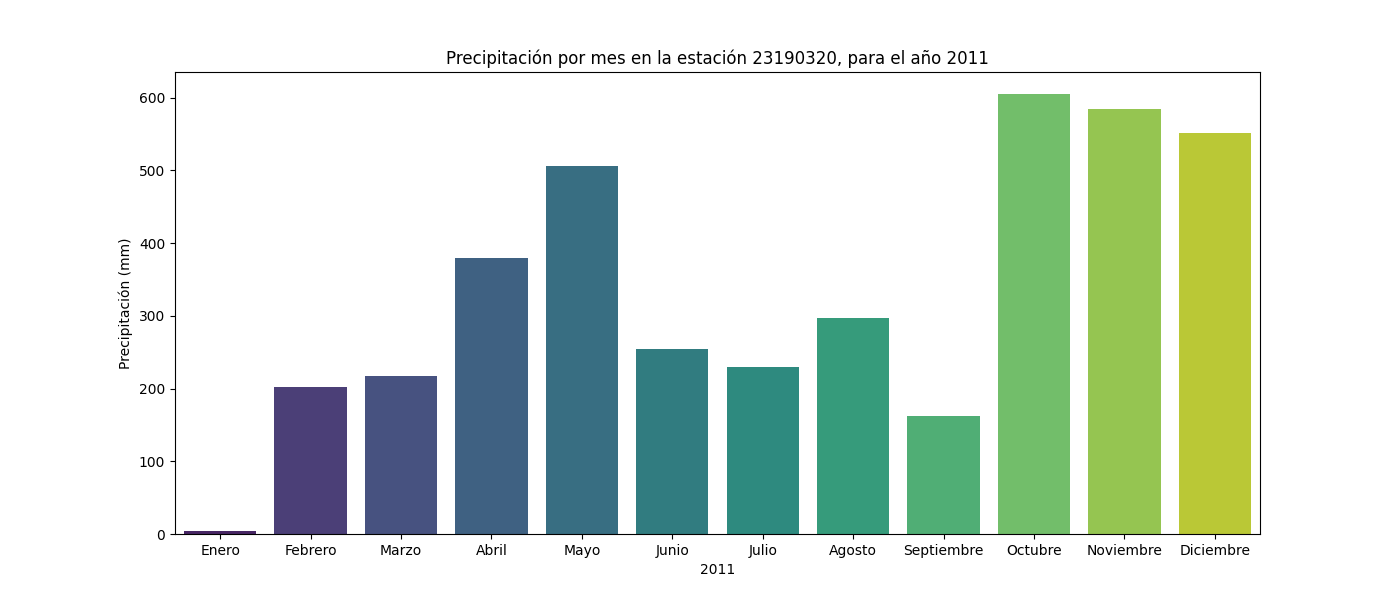 Precipitación por mes en la estación 23190320, para el año 2011
Precipitación (mm)
600
500
400
300
200
100
0
Enero Febrero Marzo Abril Mayo Junio Julio Agosto Septiembre Octubre Noviembre Diciembre
2011